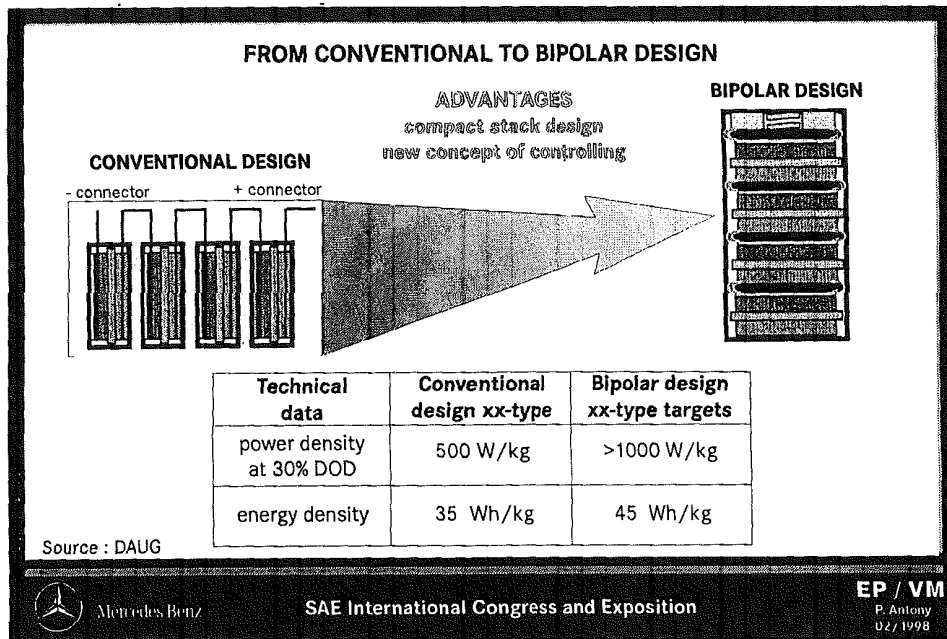 FROM CONVENTIONAL TO BIPOLAR DESIGN
ADVANTAGES
compact stack design
new concept of controlling
BIPOLAR DESIGN
CONVENTIONAL DESIGN
- connector
+ connector
Technical data
Conventional design xx-type
Bipolar design xx-type targets
power density at 30% DOD
500 W/kg
>1000 W/kg
energy density
35 Wh/kg
45 Wh/kg
Source : DAUG
Mercedes-Benz
SAE International Congress and Exposition
EP / VM
P. Antony
02/1998